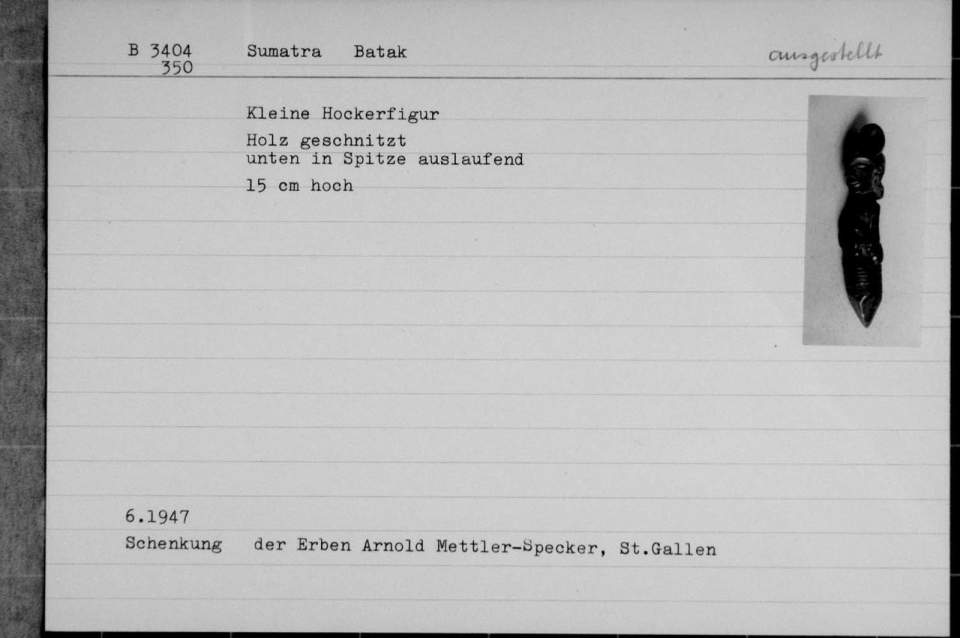 B 3404 Sumatra Batak ausgestellt
350
Kleine Hockerfigur
Holz geschnitzt
unten in Spitze auslaufend
15 cm hoch
6.1947
Schenkung der Erben Arnold Mettler-Specker, St.Gallen